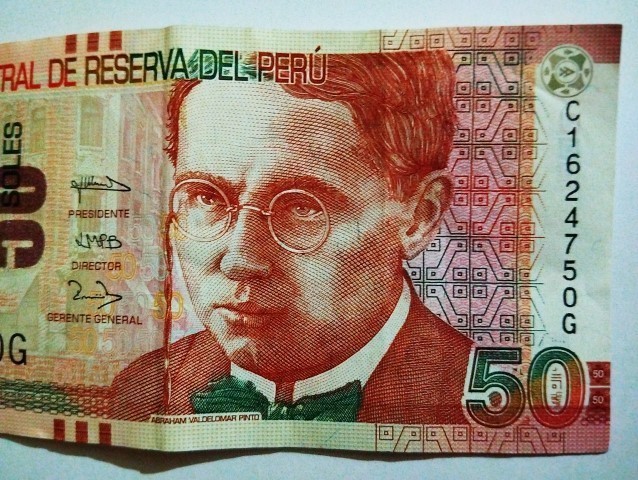 TRAL DE RESERVA DEL PERÚ
50 SOLES
PRESIDENTE
DIRECTOR
GERENTE GENERAL
0G
ABRAHAM VALDELOMAR PINTO
C1624750G
50
50
50